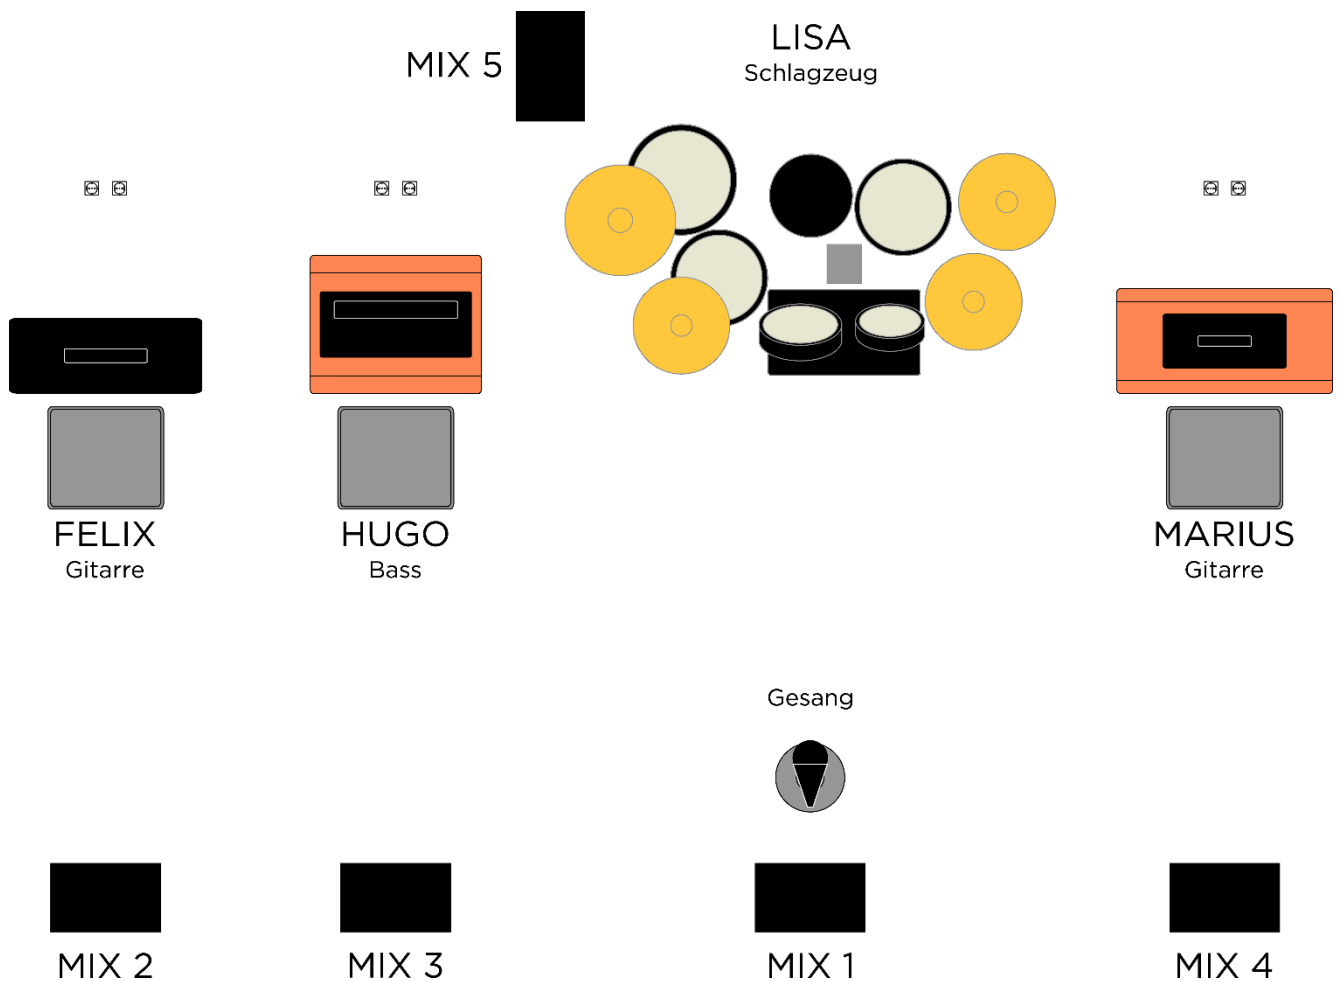 MIX 5
LISA
Schlagzeug
FELIX
Gitarre
HUGO
Bass
MARIUS
Gitarre
Gesang
MIX 2
MIX 3
MIX 1
MIX 4